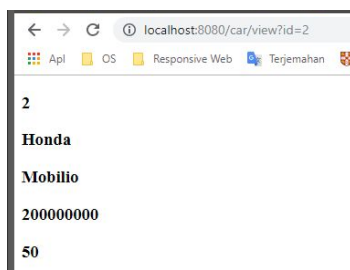 localhost:8080/car/view?id=2
Apl OS Responsive Web Terjemahan
2
Honda
Mobilio
200000000
50